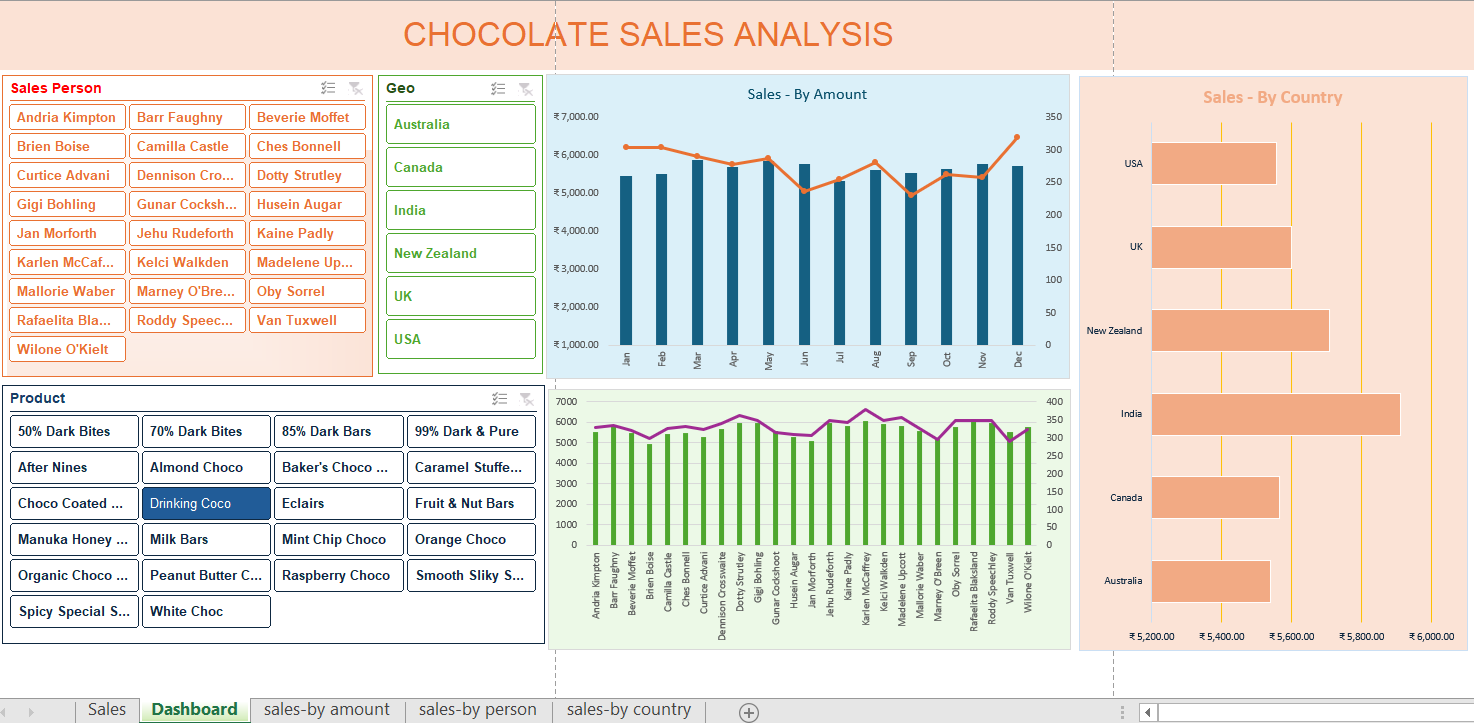 CHOCOLATE SALES ANALYSIS
Sales Person
Andria Kimpton Barr Faughny Beverie Moffet
Brien Boise Camilla Castle Ches Bonnell
Curtice Advani Dennison Cro... Dotty Strutley
Gigi Bohling Gunar Cocksh... Husein Augar
Jan Morforth Jehu Rudeforth Kaine Padly
Karlen McCaf... Kelci Walkden Madelene Up...
Mallorie Waber Marney O'Bre... Oby Sorrel
Rafaelita Bla... Roddy Speec... Van Tuxwell
Wilone O'Kielt
Geo
Australia
Canada
India
New Zealand
UK
USA
Sales - By Amount
₹7,000.00 350
₹6,000.00 300
₹5,000.00 250
200
₹4,000.00
150
₹3,000.00
100
₹2,000.00
50
₹1,000.00 0
Jan Feb Mar Apr May Jun Jul Aug Sep Oct Nov Dec
Sales - By Country
USA
UK
New Zealand
India
Canada
Australia
₹5,200.00 ₹5,400.00 ₹5,600.00 ₹5,800.00 ₹6,000.00
Product
50% Dark Bites 70% Dark Bites 85% Dark Bars 99% Dark & Pure
After Nines Almond Choco Baker's Choco ... Caramel Stuffe...
Choco Coated ... Drinking Coco Eclairs Fruit & Nut Bars
Manuka Honey ... Milk Bars Mint Chip Choco Orange Choco
Organic Choco ... Peanut Butter C... Raspberry Choco Smooth Sliky S...
Spicy Special S... White Choc
7000 400
6000 350
5000 300
4000 250
200
3000 150
2000 100
1000 50
0 0
Andria Kimpton
Barr Faughny
Beverie Moffet
Brien Boise
Camilla Castle
Ches Bonnell
Curtice Advani
Dennison Crosswaite
Dotty Strutley
Gigi Bohling
Gunar Cockshoot
Husein Augar
Jan Morforth
Jehu Rudeforth
Kaine Padly
Karlen McCaffrey
Kelci Walkden
Madelene Upcott
Mallorie Waber
Marney O'Breen
Oby Sorrel
Rafaelita Blaksland
Roddy Speechley
Van Tuxwell
Wilone O'Kielt
Sales Dashboard sales-by amount sales-by person sales-by country